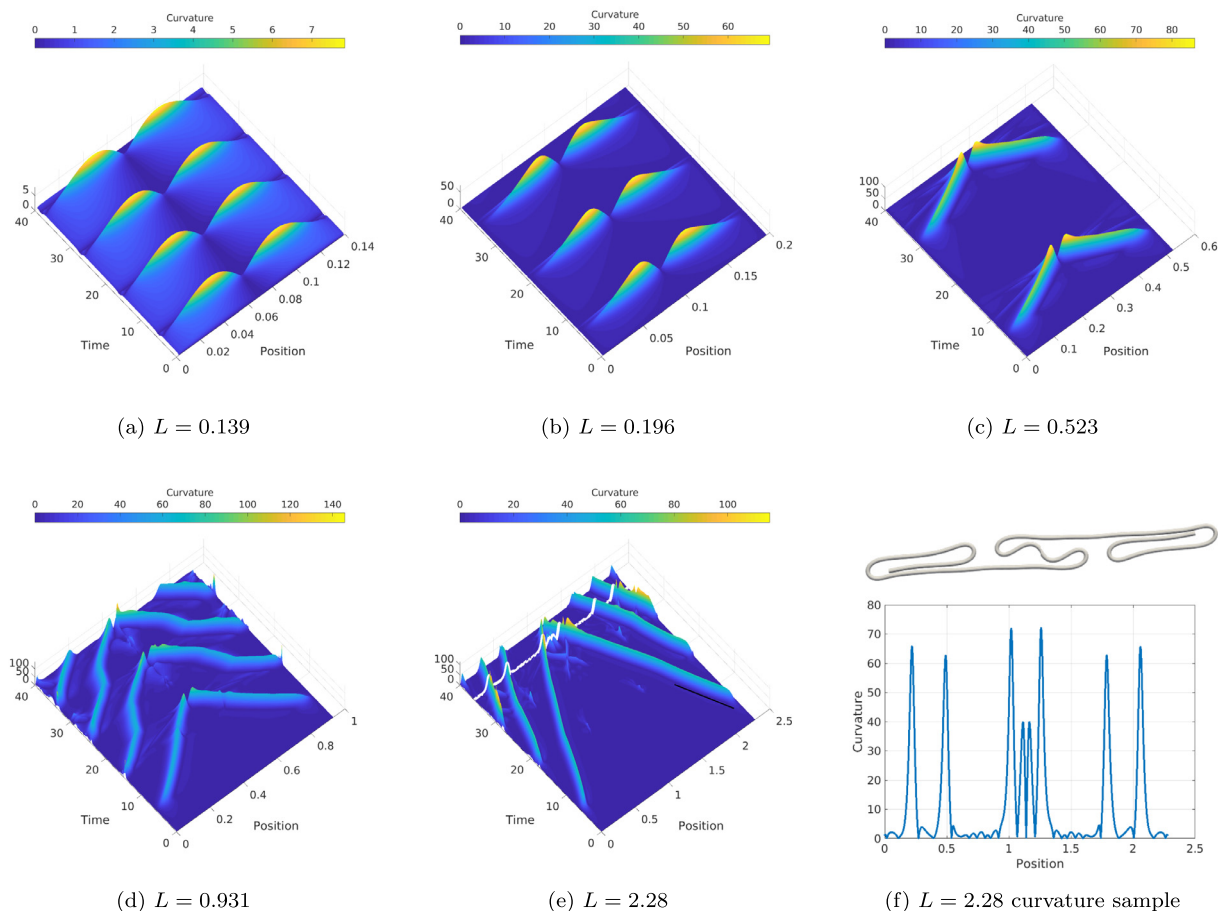 Curvature
0 1 2 3 4 5 6 7
5
0
40
30
20
10
0
Time
0.14
0.12
0.1
0.08
0.06
0.04
0.02
0
Position
(a) L = 0.139
Curvature
0 10 20 30 40 50 60
50
0
40
30
20
10
0
Time
0.2
0.15
0.1
0.05
0
Position
(b) L = 0.196
Curvature
0 10 20 30 40 50 60 70 80
100
50
0
40
30
20
10
0
Time
0.6
0.5
0.4
0.3
0.2
0.1
0
Position
(c) L = 0.523
Curvature
0 20 40 60 80 100 120 140
100
50
0
40
30
20
10
0
Time
1
0.8
0.6
0.4
0.2
0
Position
(d) L = 0.931
Curvature
0 20 40 60 80 100
100
50
0
40
30
20
10
0
Time
2.5
2
1.5
1
0.5
0
Position
(e) L = 2.28
80
70
60
50
40
30
20
10
0
Curvature
0 0.5 1 1.5 2 2.5
Position
(f) L = 2.28 curvature sample